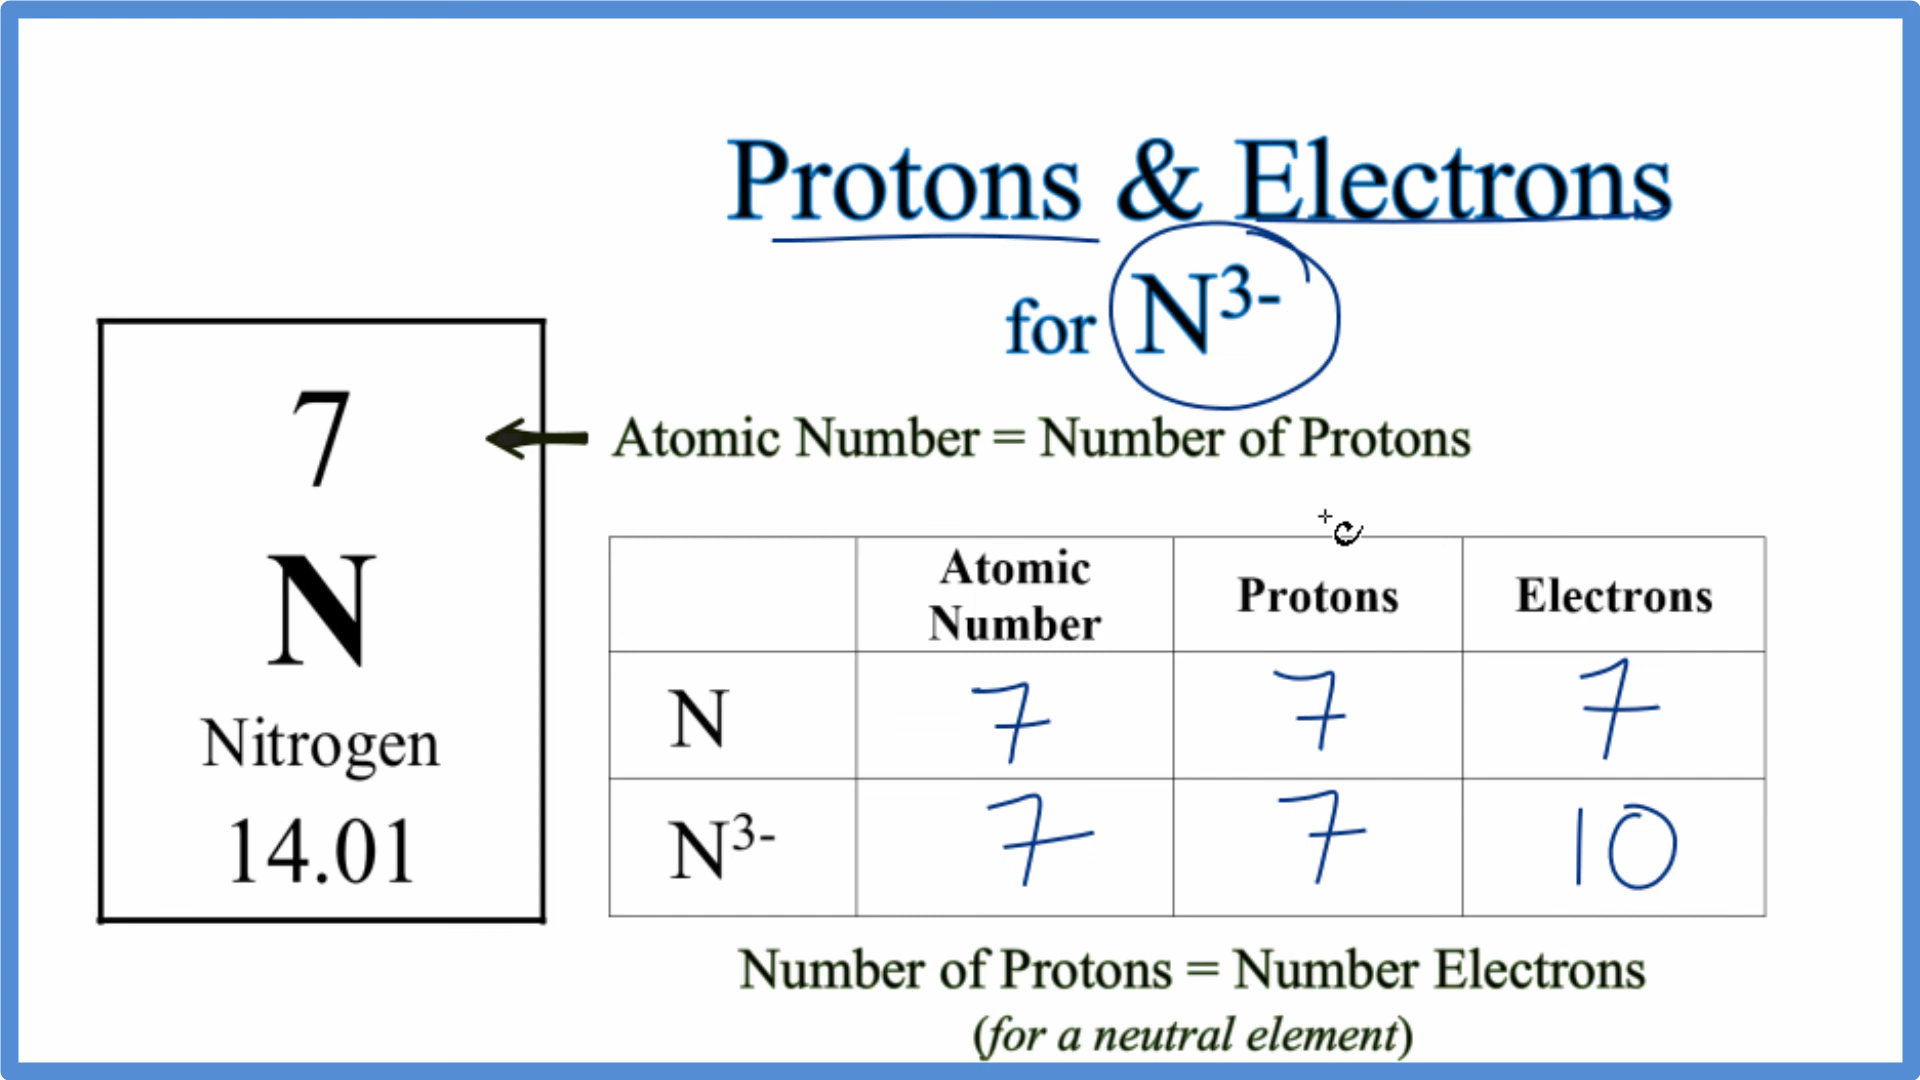 Protons & Electrons
for N³⁻
7
N
Nitrogen
14.01
Atomic Number = Number of Protons
Atomic Number Protons Electrons
N 7 7 7
N³⁻ 7 7 10
Number of Protons = Number Electrons
(for a neutral element)